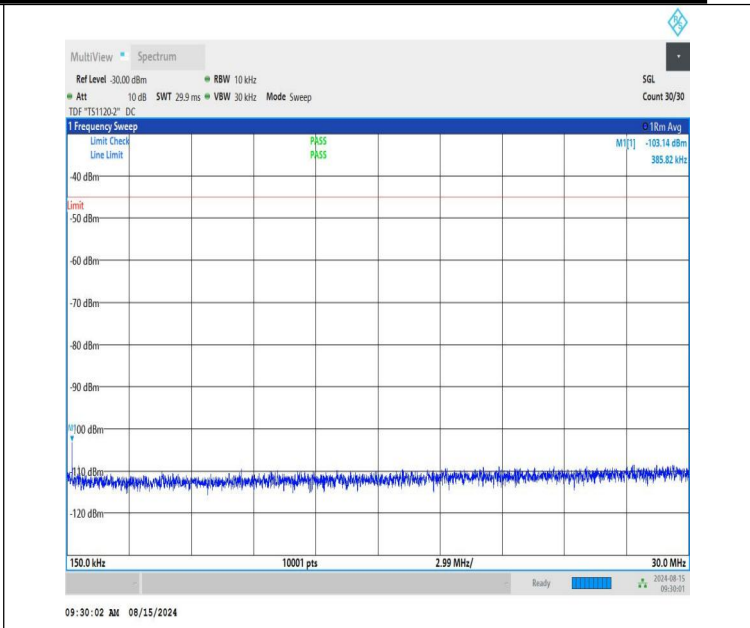 MultiView Spectrum
Ref Level -30.00 dBm RBW 10 kHz SGL
Att 10 dB SWT 29.9 ms VBW 30 kHz Mode Sweep Count 30/30
TDF "TS1120-2" DC
1 Frequency Sweep 1Rm Avg
Limit Check PASS M1[1] -103.14 dBm
Line Limit PASS 385.82 kHz
-40 dBm
Limit
-50 dBm
-60 dBm
-70 dBm
-80 dBm
-90 dBm
M1
-100 dBm
-110 dBm
-120 dBm
150.0 kHz 10001 pts 2.99 MHz/ 30.0 MHz
Ready 2024-08-15
09:30:01
09:30:02 AM 08/15/2024